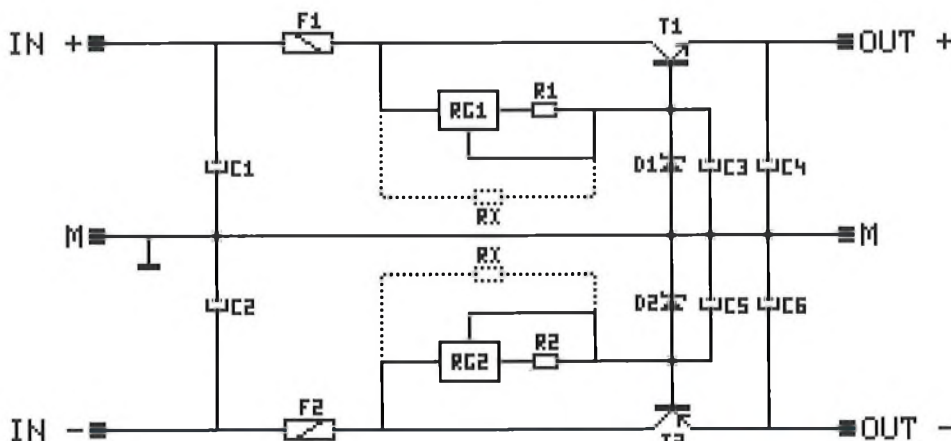 F1 T1
IN + OUT +
RG1 R1
C1 D1 C3 C4
RX
M M
RX
C2 D2 C5 C6
RG2 R2
F2
IN - T2 OUT -